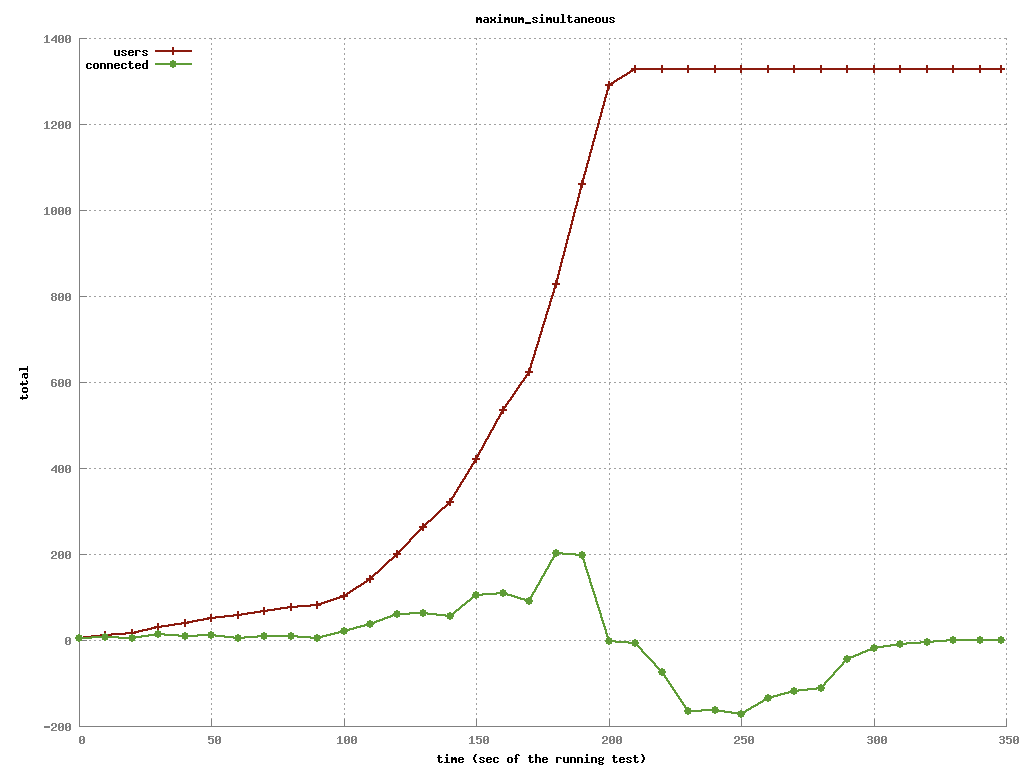 maximum_simultaneous
users
connected
1400
1200
1000
800
600
400
200
0
-200
total
0 50 100 150 200 250 300 350
time (sec of the running test)